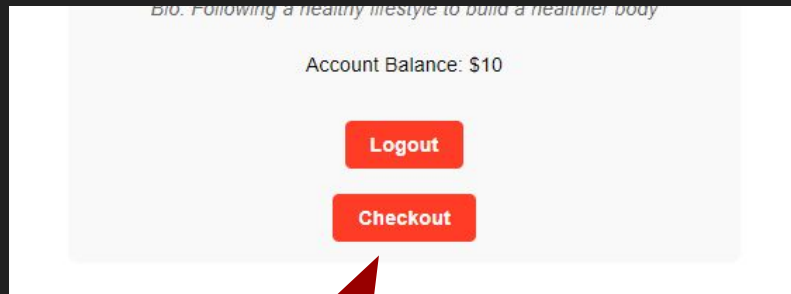 Bio: Following a healthy lifestyle to build a healthier body
Account Balance: $10
Logout
Checkout